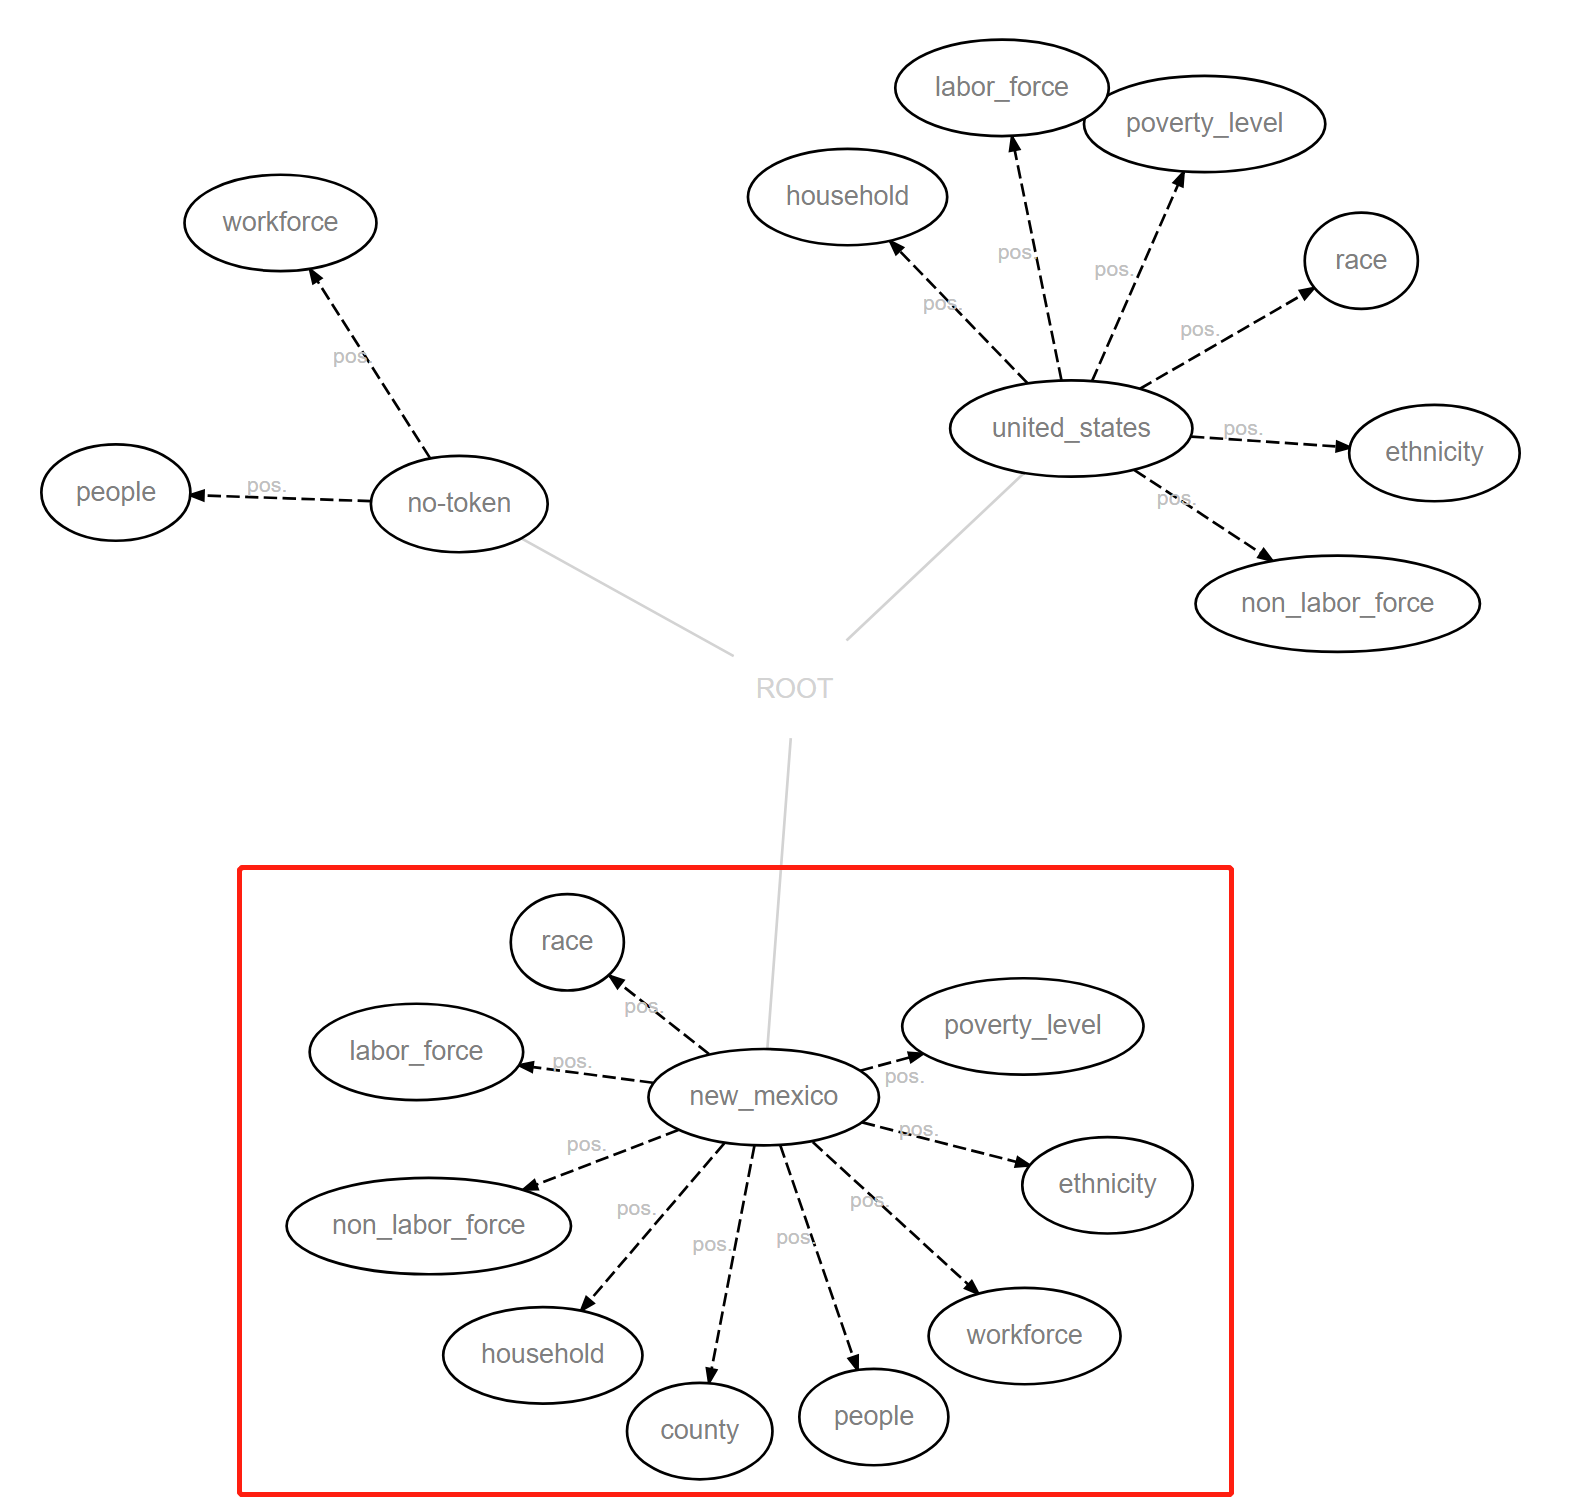 labor_force
poverty_level
household
workforce
race
pos.
pos.
pos.
pos.
pos.
united_states
pos.
ethnicity
people
pos.
no-token
pos.
non_labor_force
ROOT
race
pos.
poverty_level
labor_force
pos.
new_mexico
pos.
pos.
pos.
ethnicity
non_labor_force
pos.
pos.
pos.
pos.
workforce
household
people
county